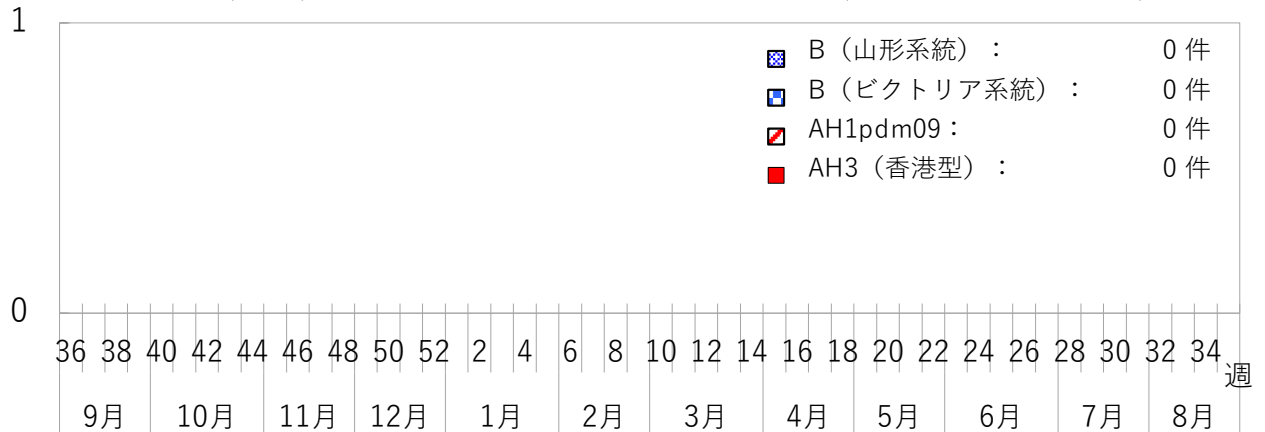 1
B（山形系統）： 0 件
B（ビクトリア系統）： 0 件
AH1pdm09： 0 件
AH3（香港型）： 0 件
0
36 38 40 42 44 46 48 50 52 2 4 6 8 10 12 14 16 18 20 22 24 26 28 30 32 34
週
9月 10月 11月 12月 1月 2月 3月 4月 5月 6月 7月 8月